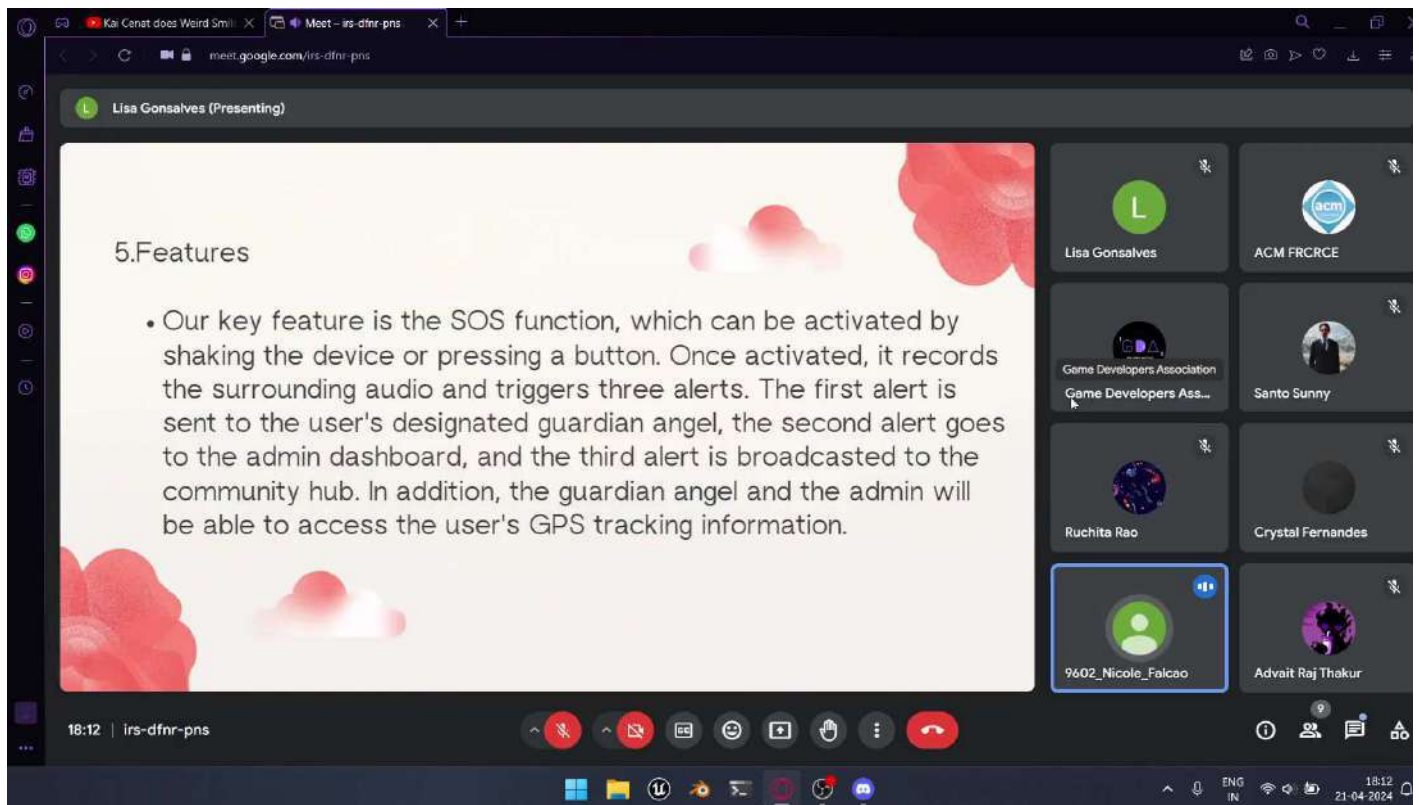 Kai Cenat does Weird Smil
Meet – irs-dfnr-pns
meet.google.com/irs-dfnr-pns
L
Lisa Gonsalves (Presenting)
5.Features
• Our key feature is the SOS function, which can be activated by
shaking the device or pressing a button. Once activated, it records
the surrounding audio and triggers three alerts. The first alert is
sent to the user's designated guardian angel, the second alert goes
to the admin dashboard, and the third alert is broadcasted to the
community hub. In addition, the guardian angel and the admin will
be able to access the user's GPS tracking information.
L
Lisa Gonsalves
acm
ACM FRCRCE
GDA
Game Developers Association
Game Developers Ass...
Santo Sunny
Ruchita Rao
Crystal Fernandes
9602_Nicole_Falcao
Advait Raj Thakur
18:12 | irs-dfnr-pns
9
ENG
IN
18:12
21-04-2024